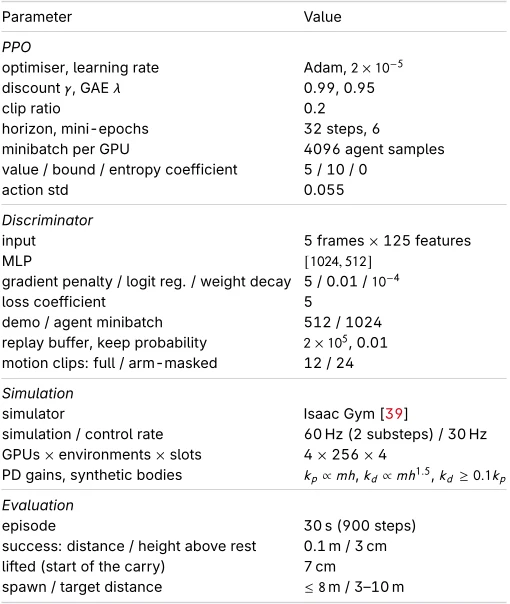 Parameter Value
PPO
optimiser, learning rate Adam, 2 × 10⁻⁵
discount γ, GAE λ 0.99, 0.95
clip ratio 0.2
horizon, mini-epochs 32 steps, 6
minibatch per GPU 4096 agent samples
value / bound / entropy coefficient 5 / 10 / 0
action std 0.055
Discriminator
input 5 frames × 125 features
MLP [1024, 512]
gradient penalty / logit reg. / weight decay 5 / 0.01 / 10⁻⁴
loss coefficient 5
demo / agent minibatch 512 / 1024
replay buffer, keep probability 2 × 10⁵, 0.01
motion clips: full / arm-masked 12 / 24
Simulation
simulator Isaac Gym [39]
simulation / control rate 60 Hz (2 substeps) / 30 Hz
GPUs × environments × slots 4 × 256 × 4
PD gains, synthetic bodies kₚ ∝ mh, k_d ∝ mh¹·⁵, k_d ≥ 0.1kₚ
Evaluation
episode 30 s (900 steps)
success: distance / height above rest 0.1 m / 3 cm
lifted (start of the carry) 7 cm
spawn / target distance ≤ 8 m / 3–10 m